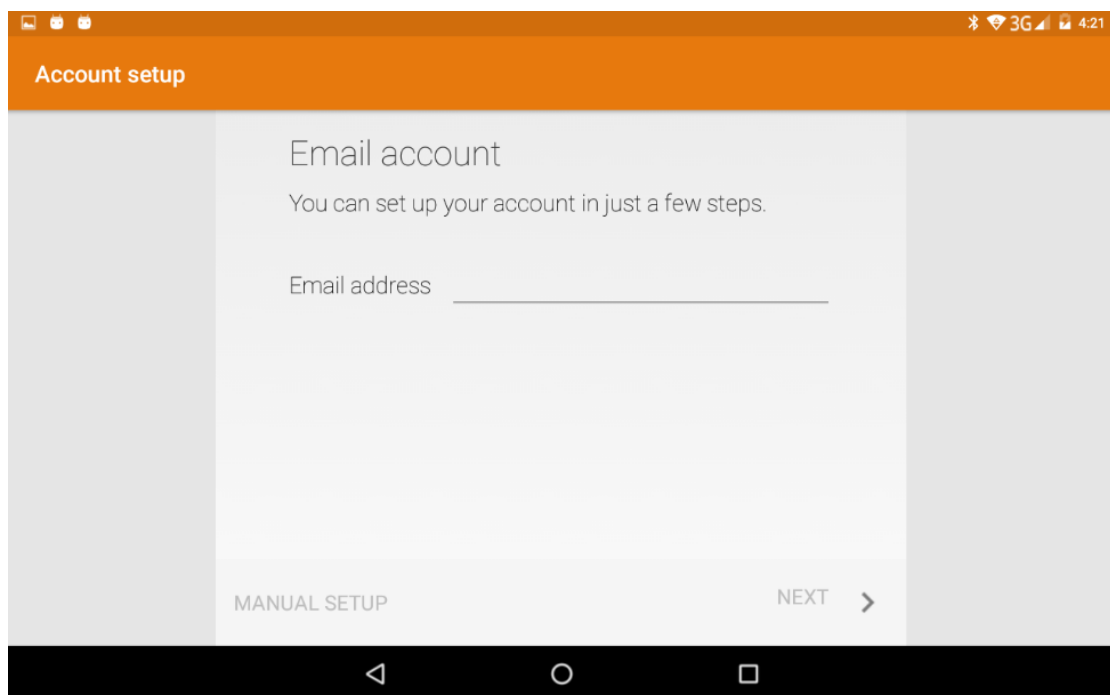 3G 4:21
Account setup
Email account
You can set up your account in just a few steps.
Email address
MANUAL SETUP NEXT